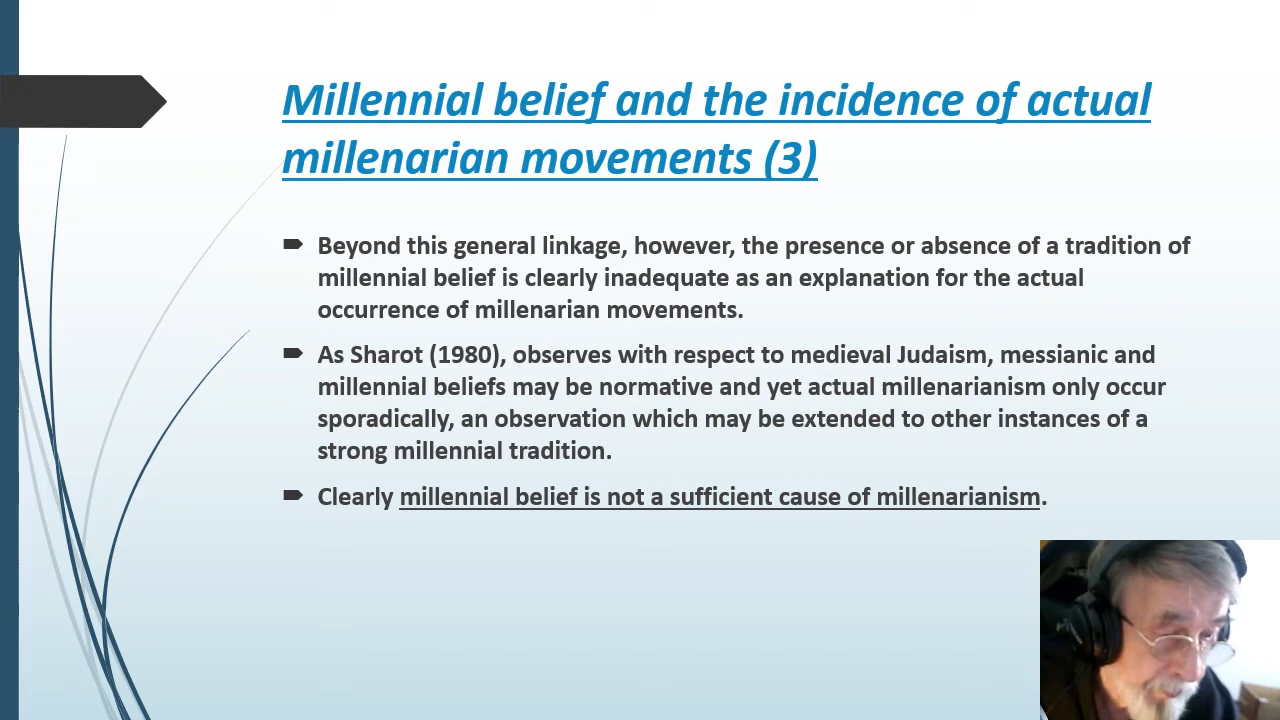 Millennial belief and the incidence of actual
millenarian movements (3)
Beyond this general linkage, however, the presence or absence of a tradition of
millennial belief is clearly inadequate as an explanation for the actual
occurrence of millenarian movements.
As Sharot (1980), observes with respect to medieval Judaism, messianic and
millennial beliefs may be normative and yet actual millenarianism only occur
sporadically, an observation which may be extended to other instances of a
strong millennial tradition.
Clearly millennial belief is not a sufficient cause of millenarianism.